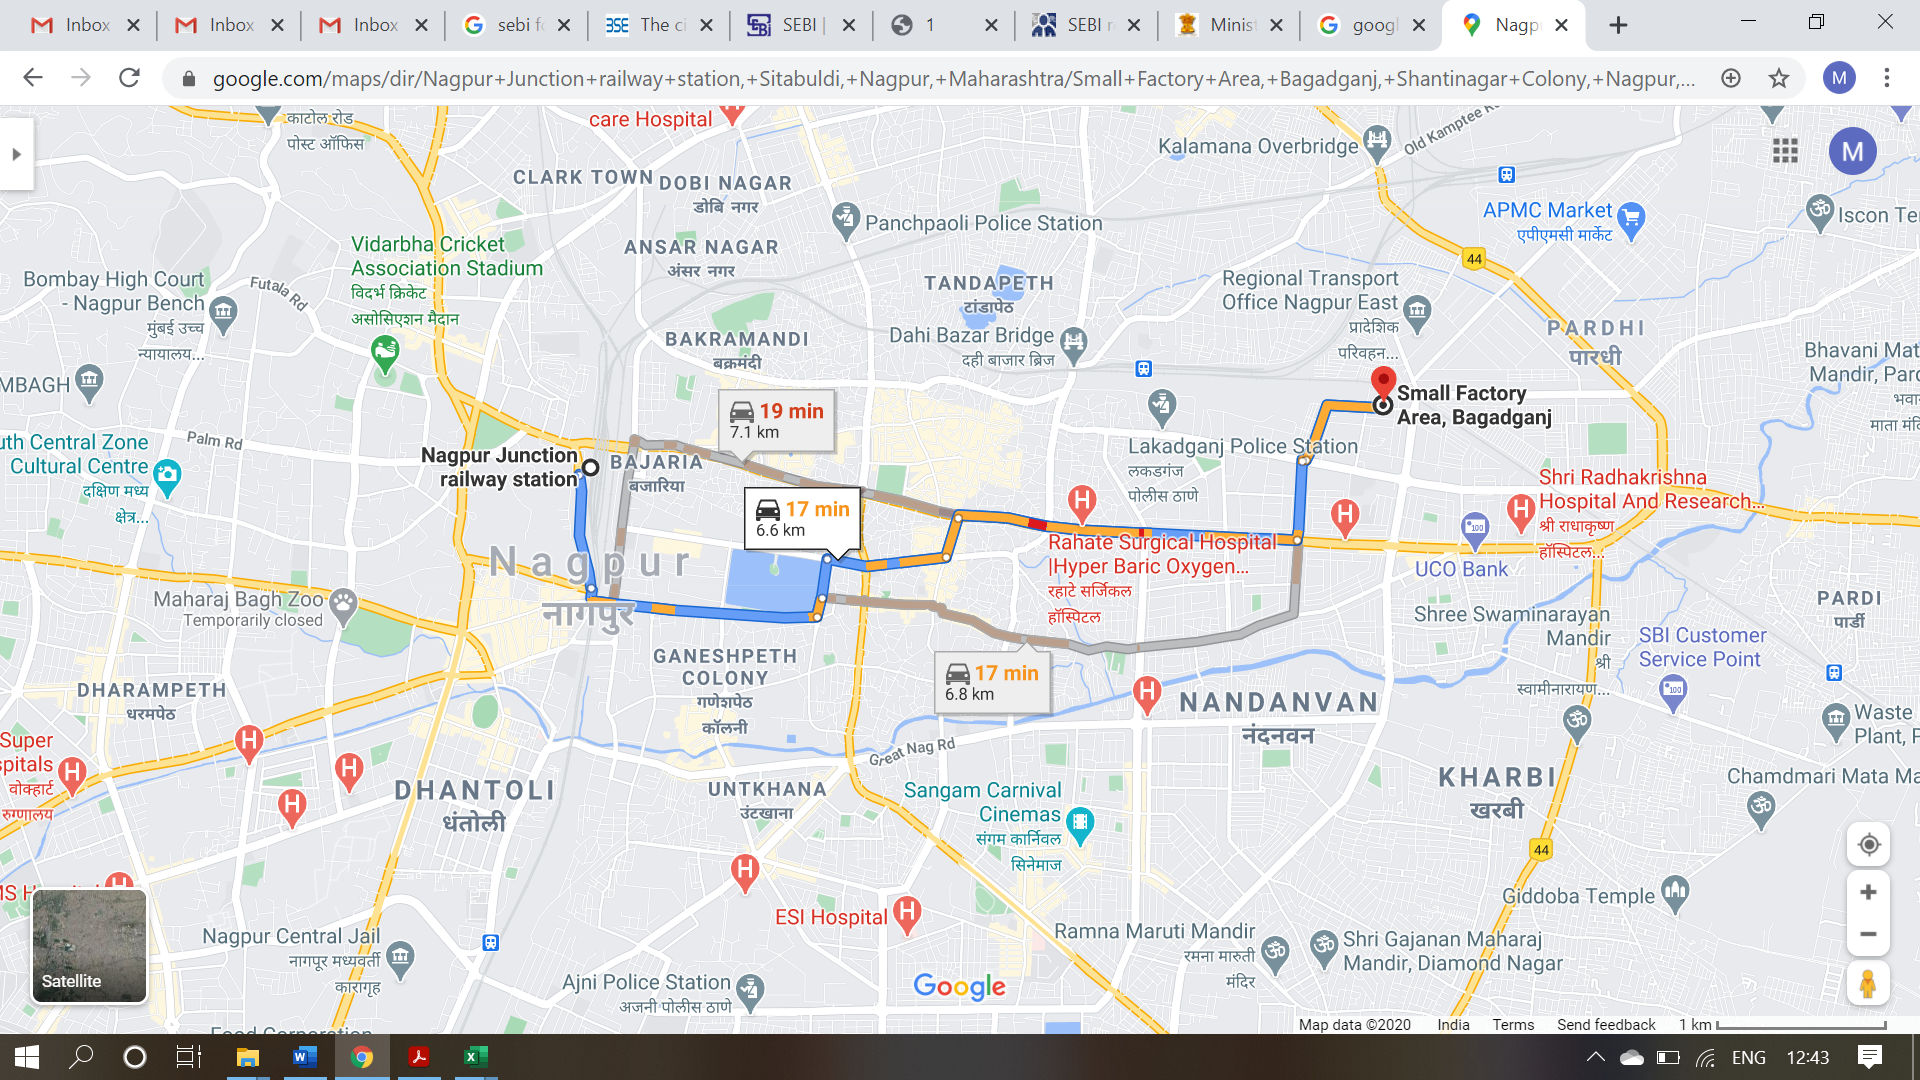 Inbox
Inbox
Inbox
sebi f
The ci
SEBI |
1
SEBI r
Minis
googl
Nagp
google.com/maps/dir/Nagpur+Junction+railway+station,+Sitabuldi,+Nagpur,+Maharashtra/Small+Factory+Area,+Bagadganj,+Shantinagar+Colony,+Nagpur,...
M
काटोल रोड
पोस्ट ऑफिस
care Hospital
Kalamana Overbridge
Old Kamptee R
M
CLARK TOWN
DOBI NAGAR
डोबि नगर
Panchpaoli Police Station
APMC Market
एपीएमसी मार्केट
Iscon Te
Vidarbha Cricket
Association Stadium
विदर्भ क्रिकेट
असोसिएशन मैदान
ANSAR NAGAR
अंसर नगर
44
Bombay High Court
- Nagpur Bench
मुंबई उच्च
न्यायालय...
Futala Rd
TANDAPETH
टांडापेठ
Regional Transport
Office Nagpur East
प्रादेशिक
परिवहन...
PARDHI
पारधी
BAKRAMANDI
बक्रमंदी
Dahi Bazar Bridge
दही बाजार ब्रिज
Bhavani Mat
Mandir, Pard
माता मंदि
MBAGH
19 min
7.1 km
Small Factory
Area, Bagadganj
uth Central Zone
Cultural Centre
दक्षिण मध्य
क्षेत्र...
Palm Rd
Nagpur Junction
railway station
BAJARIA
बजारिया
Lakadganj Police Station
लकडगंज
पोलीस ठाणे
Shri Radhakrishna
Hospital And Research...
श्री राधाकृष्ण
हॉस्पिटल...
17 min
6.6 km
H
H
H
Rahate Surgical Hospital
|Hyper Baric Oxygen...
रहाटे सर्जिकल
हॉस्पिटल
UCO Bank
Nagpur
नागपुर
Maharaj Bagh Zoo
Temporarily closed
PARDI
पार्डी
Shree Swaminarayan
Mandir
श्री
स्वामीनारायण...
SBI Customer
Service Point
GANESHPETH
COLONY
गणेशपेठ
कॉलनी
17 min
6.8 km
DHARAMPETH
धरमपेठ
H
NANDANVAN
नंदनवन
Waste
Plant, F
Super
spitals
वोक्हार्ट
रुग्णालय
H
H
H
H
Great Nag Rd
DHANTOLI
धंतोली
UNTKHANA
उंटखाना
Sangam Carnival
Cinemas
संगम कार्निवल
सिनेमाज
KHARBI
खरबी
Chamdmari Mata Ma
44
H
MS H
H
Satellite
ESI Hospital
H
Giddoba Temple
Nagpur Central Jail
नागपूर मध्यवर्ती
कारागृह
Ramna Maruti Mandir
रमना मारुती
मंदिर
Shri Gajanan Maharaj
Mandir, Diamond Nagar
Ajni Police Station
अजनी पोलीस ठाणे
Google
Map data ©2020 India Terms Send feedback 1 km
ENG 12:43